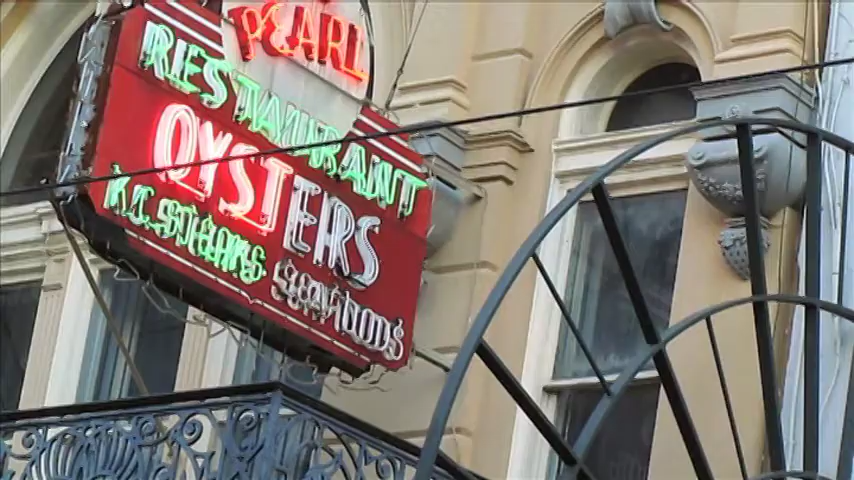 PEARL
RESTAURANT
OYSTERS
K.C. STEAKS
SEAFOODS